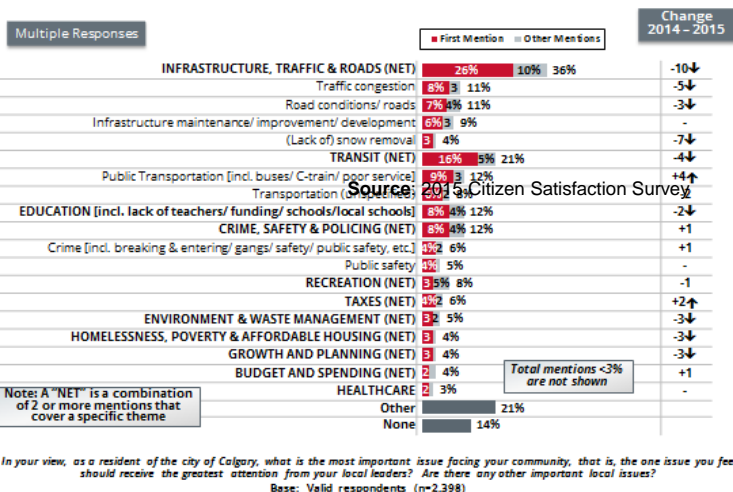 Multiple Responses
Change
2014 – 2015
First Mention Other Mentions
INFRASTRUCTURE, TRAFFIC & ROADS (NET) 26% 10% 36% -10↓
Traffic congestion 8% 3 11% -5↓
Road conditions/ roads 7% 4% 11% -3↓
Infrastructure maintenance/ improvement/ development 6% 3 9% -
(Lack of) snow removal 3 4% -7↓
TRANSIT (NET) 16% 5% 21% -4↓
Public Transportation [incl. buses/ C-train/ poor service] 9% 3 12% +4↑
Transportation (unspecified) 6% 2 8%
Source: 2015 Citizen Satisfaction Survey
EDUCATION [incl. lack of teachers/ funding/ schools/local schools] 8% 4% 12% -2↓
CRIME, SAFETY & POLICING (NET) 8% 4% 12% +1
Crime [incl. breaking & entering/ gangs/ safety/ public safety, etc.] 4% 2 6% +1
Public safety 4% 5% -
RECREATION (NET) 3 5% 8% -1
TAXES (NET) 4% 2 6% +2↑
ENVIRONMENT & WASTE MANAGEMENT (NET) 3 2 5% -3↓
HOMELESSNESS, POVERTY & AFFORDABLE HOUSING (NET) 3 4% -3↓
GROWTH AND PLANNING (NET) 3 4% -3↓
BUDGET AND SPENDING (NET) 2 4% +1
HEALTHCARE 2 3% -
Other 21%
None 14%
Total mentions <3%
are not shown
Note: A "NET" is a combination
of 2 or more mentions that
cover a specific theme
In your view, as a resident of the city of Calgary, what is the most important issue facing your community, that is, the one issue you fee
should receive the greatest attention from your local leaders? Are there any other important local issues?
Base: Valid respondents (n=2,398)